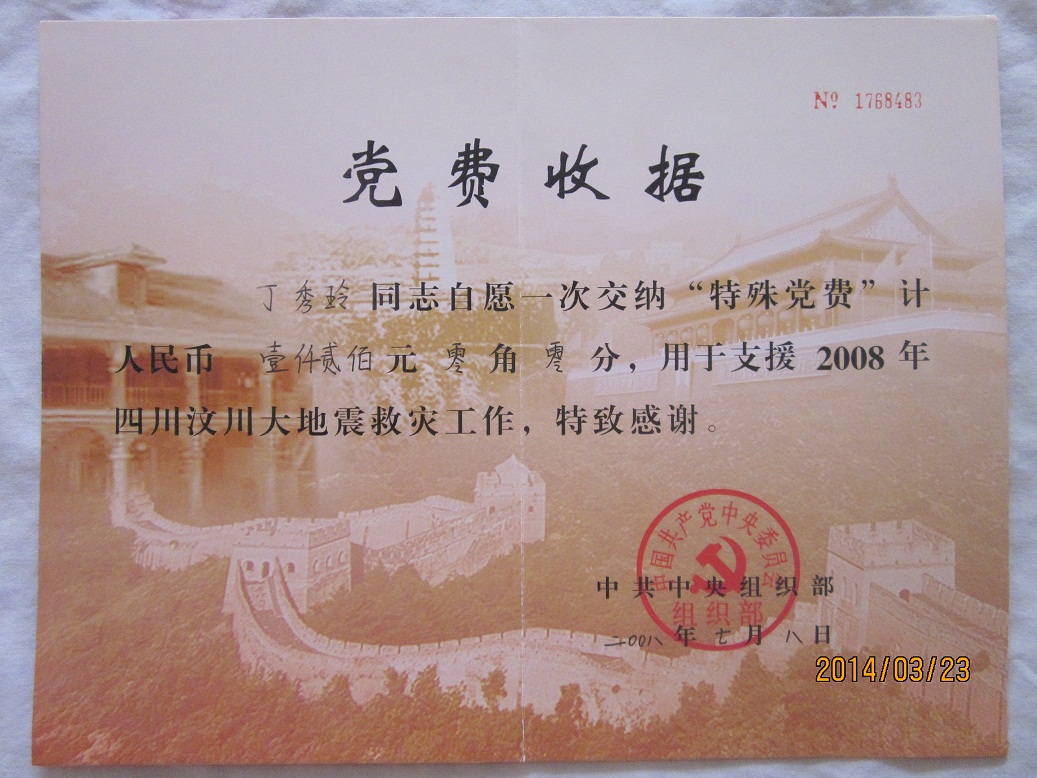 Nº 1768483
党费收据
丁秀玲 同志自愿一次交纳“特殊党费”计
人民币 壹仟贰佰 元 零 角 零 分，用于支援 2008 年
四川汶川大地震救灾工作，特致感谢。
中国共产党中央委员会
组织部
中共中央组织部
二00八 年 七 月 八 日
2014/03/23